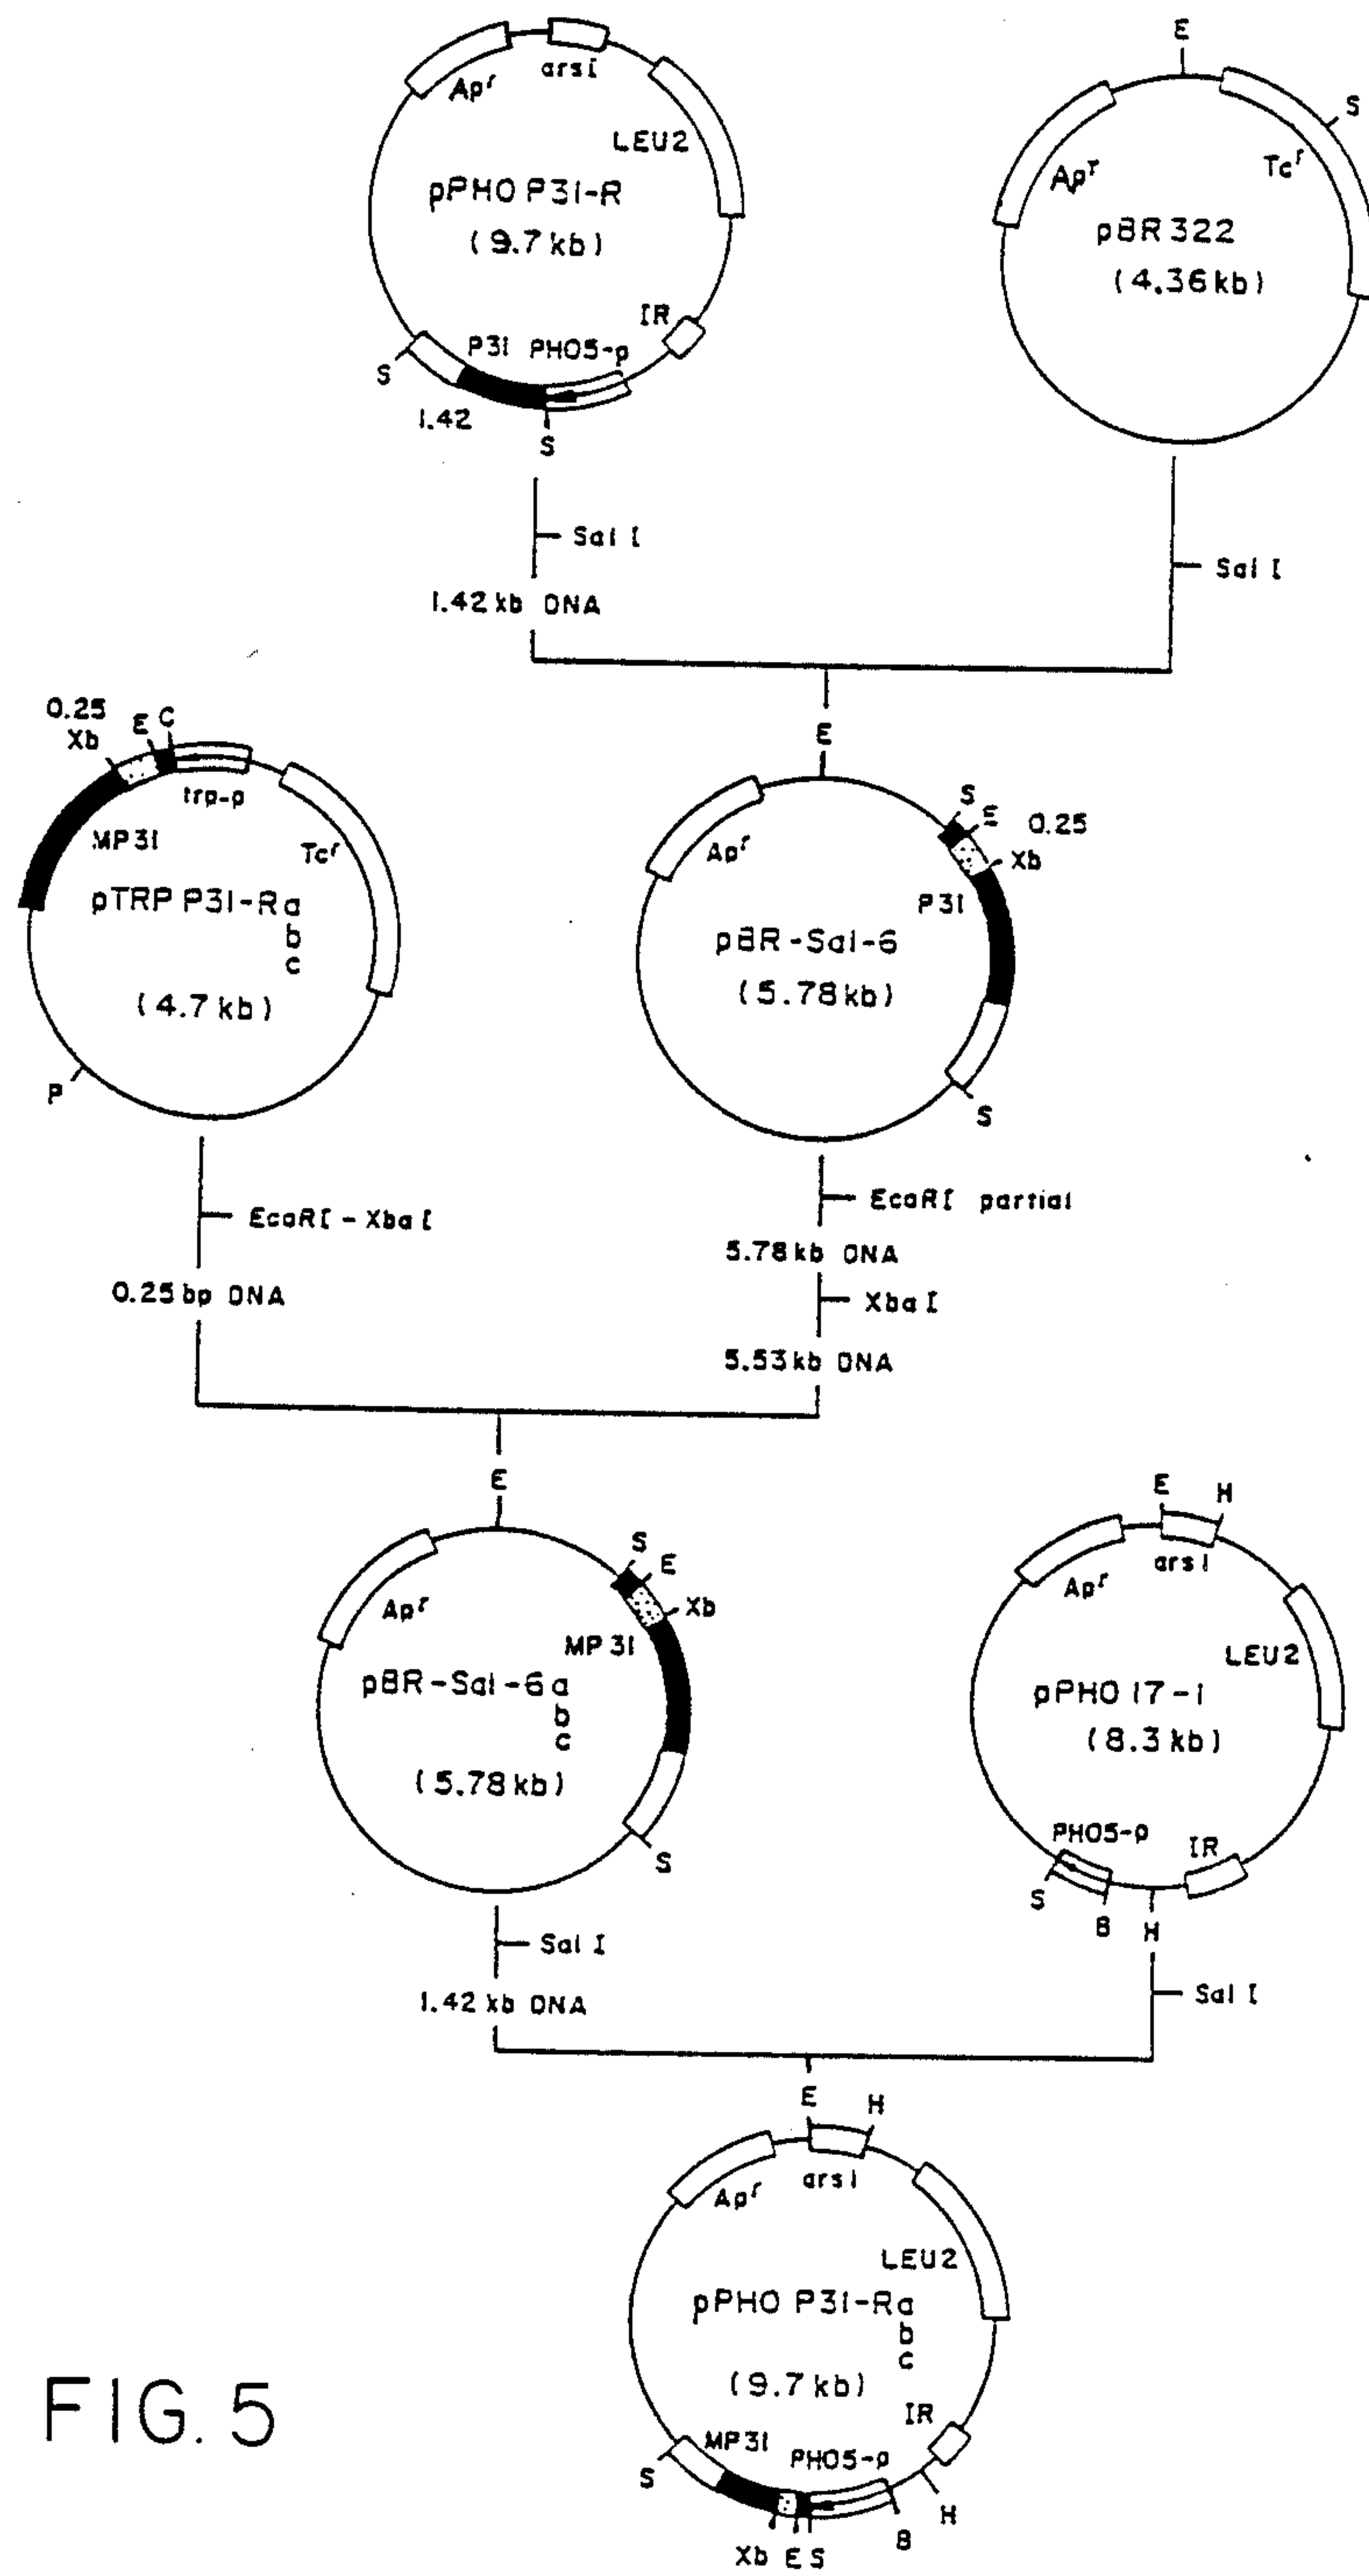 E
Apʳ
arsI
S
LEU2
Tcʳ
Apʳ
pPHO P31-R
(9.7 kb)
pBR322
(4.36 kb)
IR
P31 PHO5-p
S
1.42
S
Sal I
Sal I
1.42 kb DNA
0.25
E C
Xb
E
trp-p
S
E 0.25
MP31
Tcʳ
Apʳ
Xb
P31
pTRP P31-Ra
b
c
pBR-Sal-6
(5.78 kb)
(4.7 kb)
P
S
EcoRI partial
EcoRI - Xba I
5.78 kb DNA
0.25 bp DNA
Xba I
5.53 kb DNA
E
E H
S
E
Apʳ
arsI
Apʳ
Xb
MP31
LEU2
pBR-Sal-6a
b
c
pPHO 17-1
(8.3 kb)
(5.78 kb)
PHO5-p
IR
S
S
B H
Sal I
Sal I
1.42 kb DNA
E H
Apʳ
arsI
LEU2
pPHO P31-Ra
b
c
(9.7 kb)
FIG. 5
IR
MP31
PHO5-p
S
H
B
Xb E S